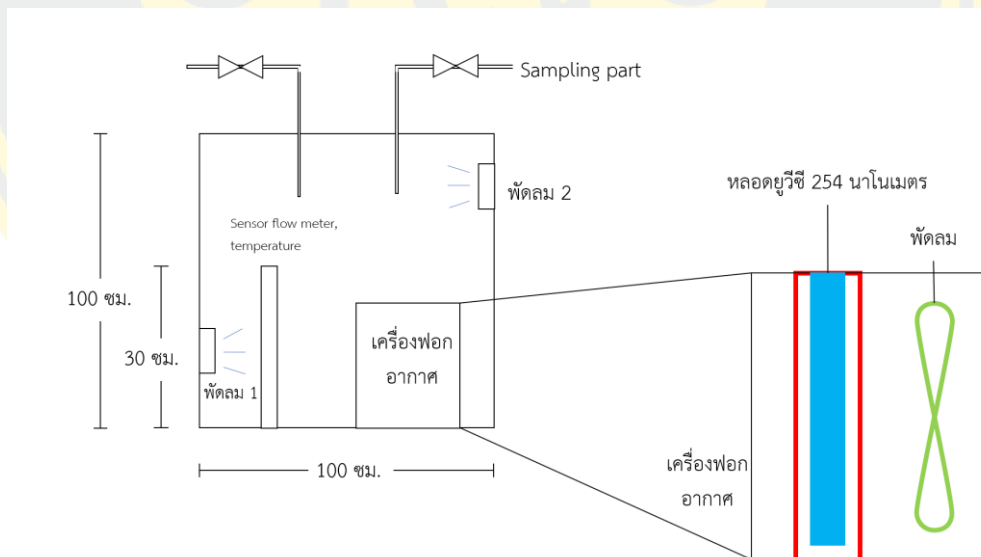 Sampling part
พัดลม 2
Sensor flow meter,
temperature
100 ซม.
30 ซม.
พัดลม 1
เครื่องฟอก
อากาศ
100 ซม.
หลอดยูวีซี 254 นาโนเมตร
พัดลม
เครื่องฟอก
อากาศ